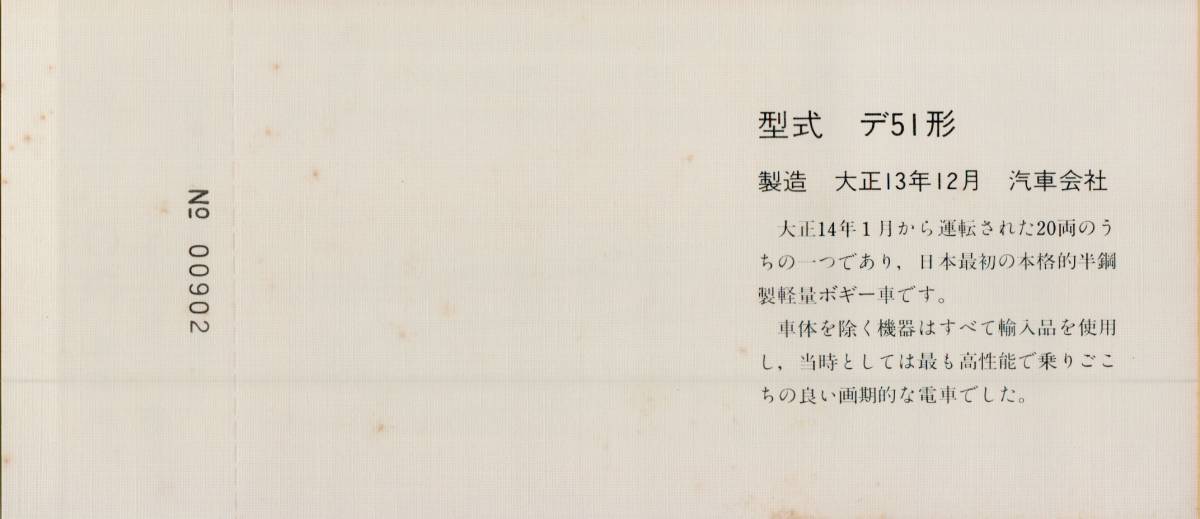 型式　デ51形
製造　大正13年12月　汽車会社
　大正14年１月から運転された20両のう
ちの一つであり，日本最初の本格的半鋼
製軽量ボギー車です。
　車体を除く機器はすべて輸入品を使用
し，当時としては最も高性能で乗りごこ
ちの良い画期的な電車でした。
№ 00902